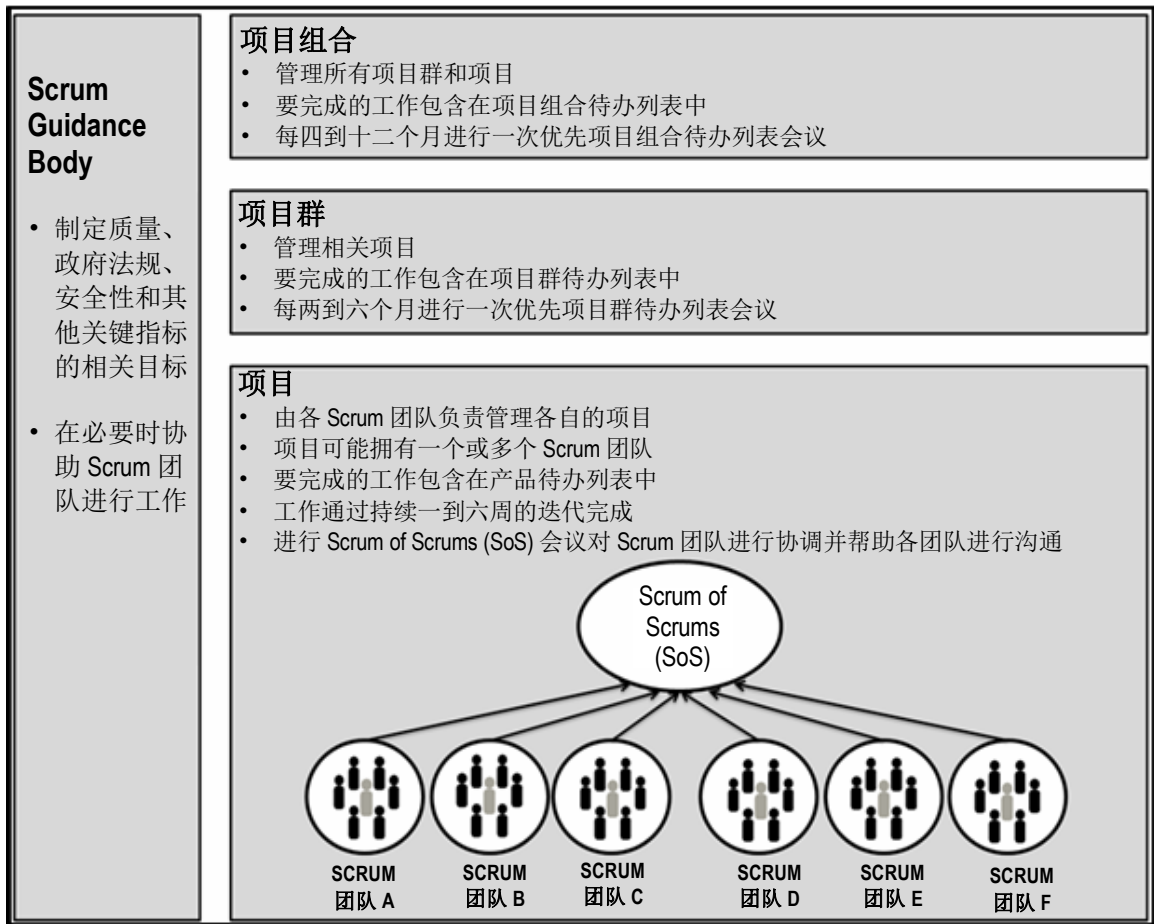 Scrum
Guidance
Body
• 制定质量、
政府法规、
安全性和其
他关键指标
的相关目标
• 在必要时协
助 Scrum 团
队进行工作
项目组合
• 管理所有项目群和项目
• 要完成的工作包含在项目组合待办列表中
• 每四到十二个月进行一次优先项目组合待办列表会议
项目群
• 管理相关项目
• 要完成的工作包含在项目群待办列表中
• 每两到六个月进行一次优先项目群待办列表会议
项目
• 由各 Scrum 团队负责管理各自的项目
• 项目可能拥有一个或多个 Scrum 团队
• 要完成的工作包含在产品待办列表中
• 工作通过持续一到六周的迭代完成
• 进行 Scrum of Scrums (SoS) 会议对 Scrum 团队进行协调并帮助各团队进行沟通
Scrum of
Scrums
(SoS)
SCRUM
团队 A
SCRUM
团队 B
SCRUM
团队 C
SCRUM
团队 D
SCRUM
团队 E
SCRUM
团队 F